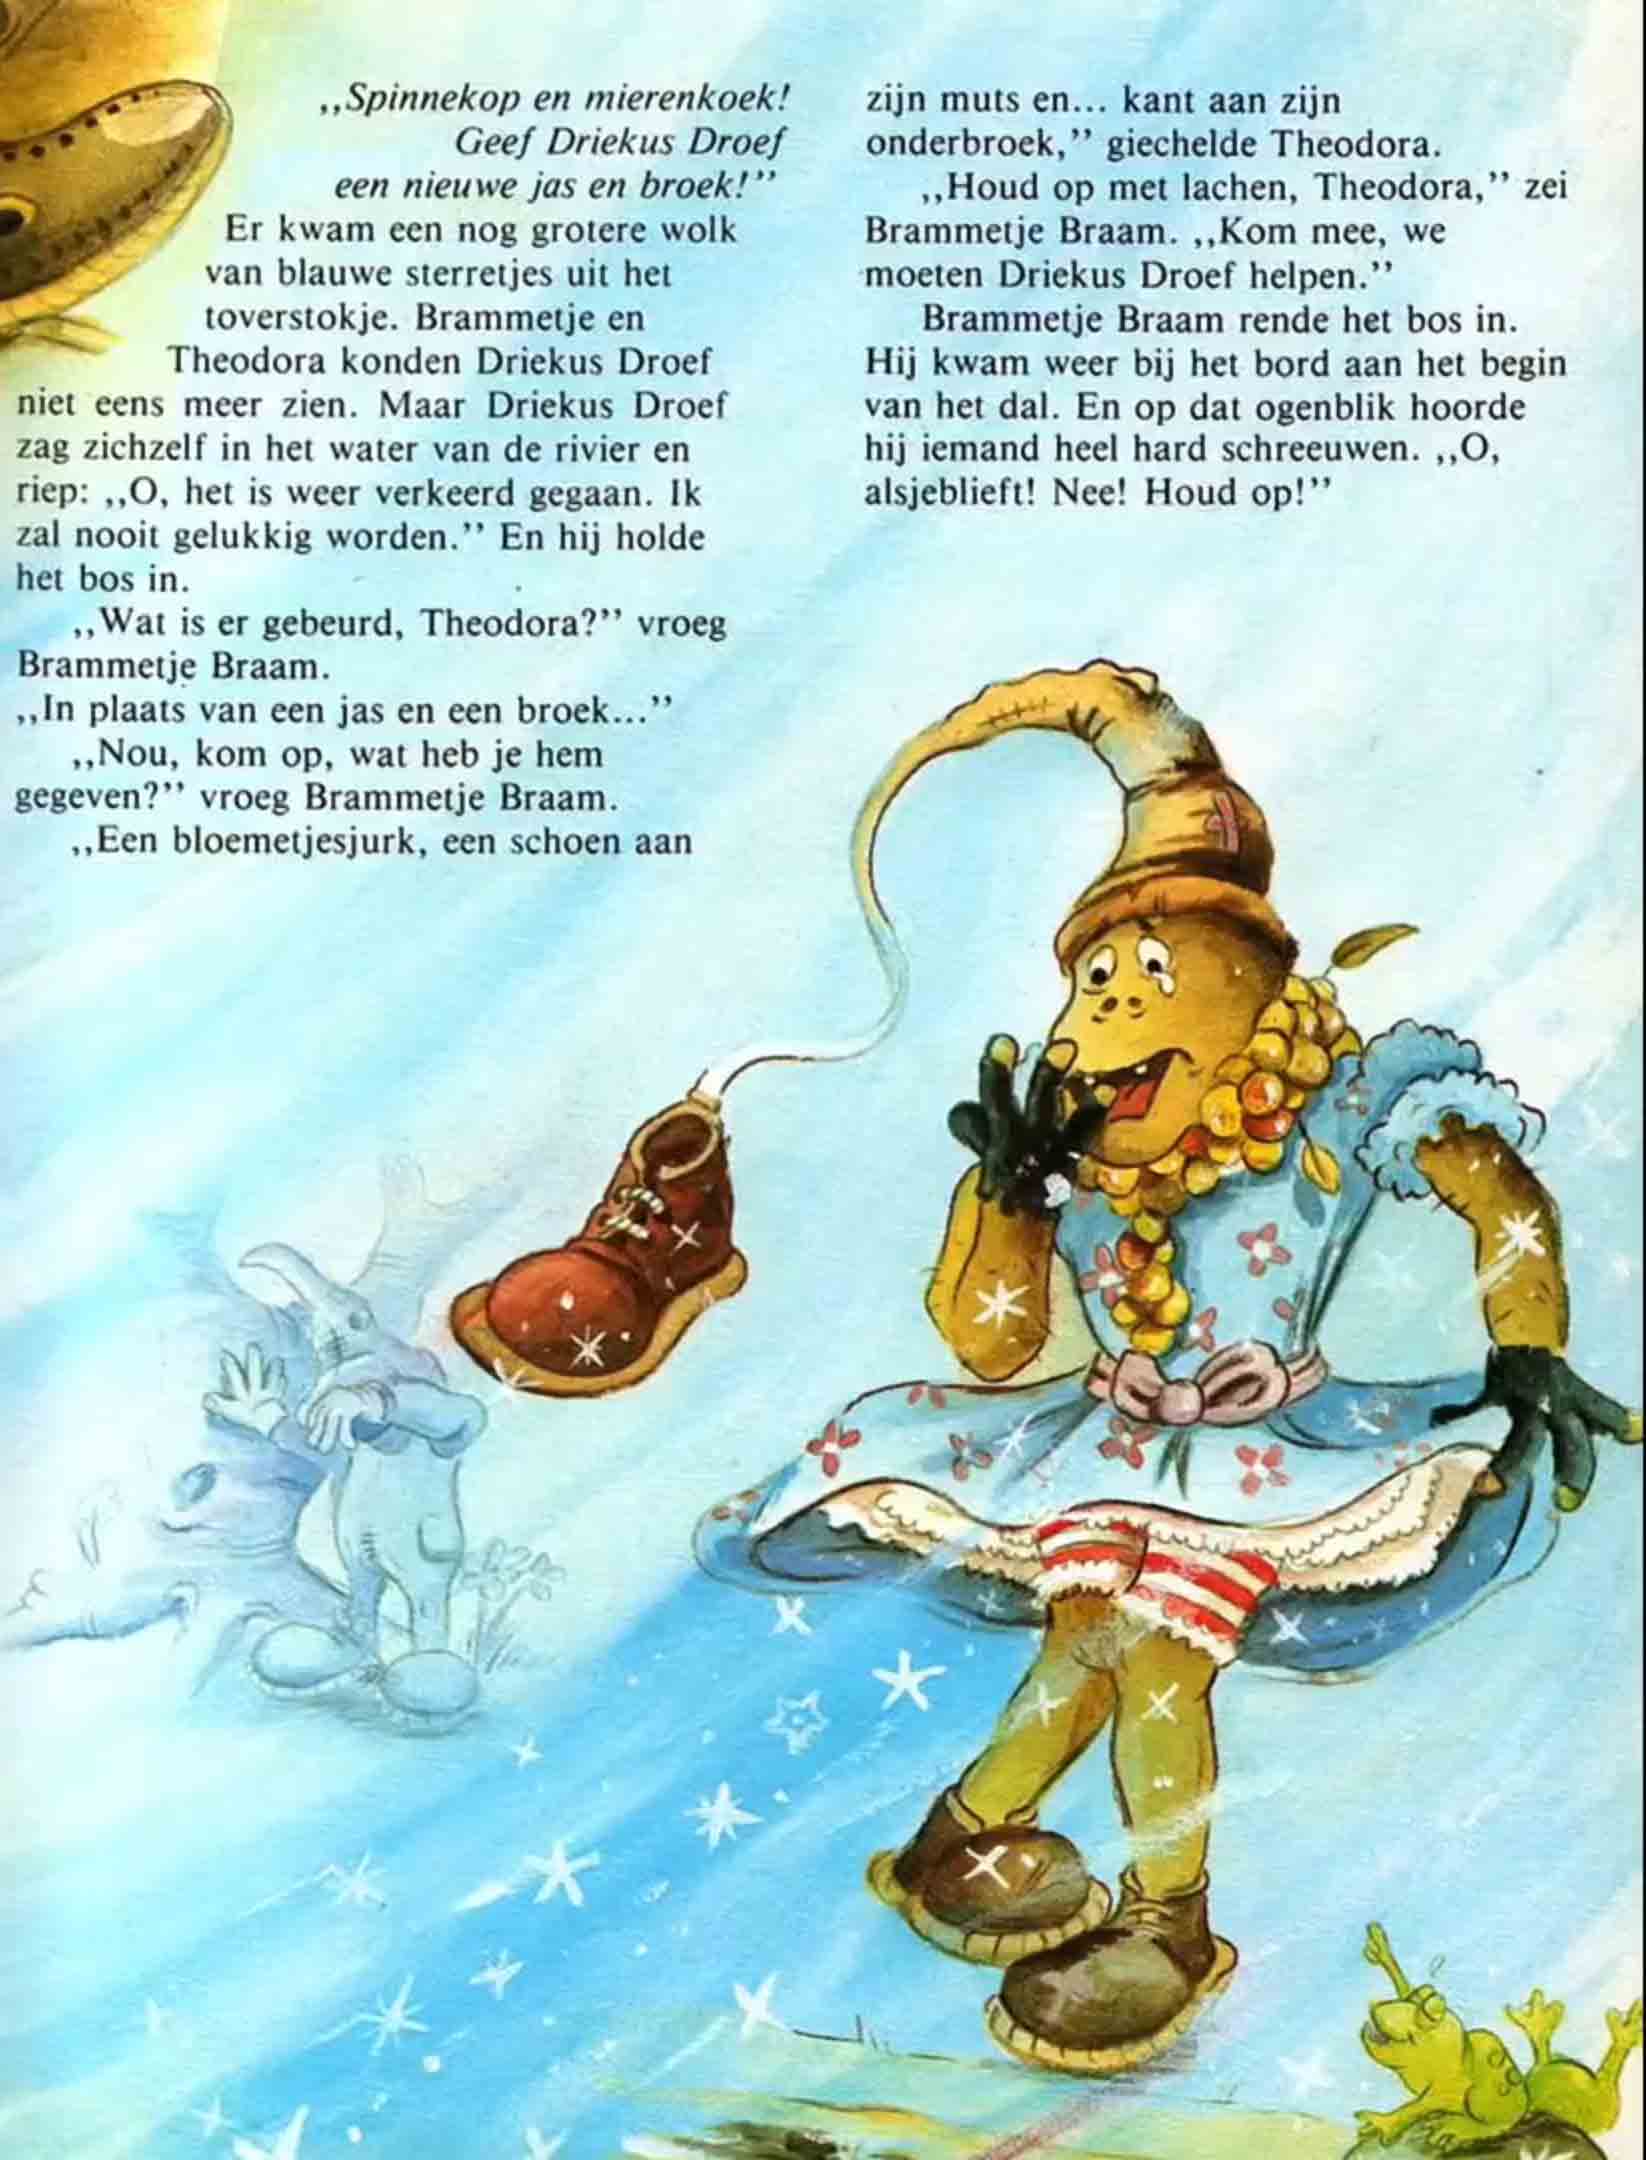 ,,Spinnekop en mierenkoek!
Geef Driekus Droef
een nieuwe jas en broek!”
Er kwam een nog grotere wolk
van blauwe sterretjes uit het
toverstokje. Brammetje en
Theodora konden Driekus Droef
niet eens meer zien. Maar Driekus Droef
zag zichzelf in het water van de rivier en
riep: ,,O, het is weer verkeerd gegaan. Ik
zal nooit gelukkig worden.” En hij holde
het bos in.
,,Wat is er gebeurd, Theodora?” vroeg
Brammetje Braam.
,,In plaats van een jas en een broek...”
,,Nou, kom op, wat heb je hem
gegeven?” vroeg Brammetje Braam.
,,Een bloemetjesjurk, een schoen aan
zijn muts en... kant aan zijn
onderbroek,” giechelde Theodora.
,,Houd op met lachen, Theodora,” zei
Brammetje Braam. ,,Kom mee, we
moeten Driekus Droef helpen.”
Brammetje Braam rende het bos in.
Hij kwam weer bij het bord aan het begin
van het dal. En op dat ogenblik hoorde
hij iemand heel hard schreeuwen. ,,O,
alsjeblieft! Nee! Houd op!”